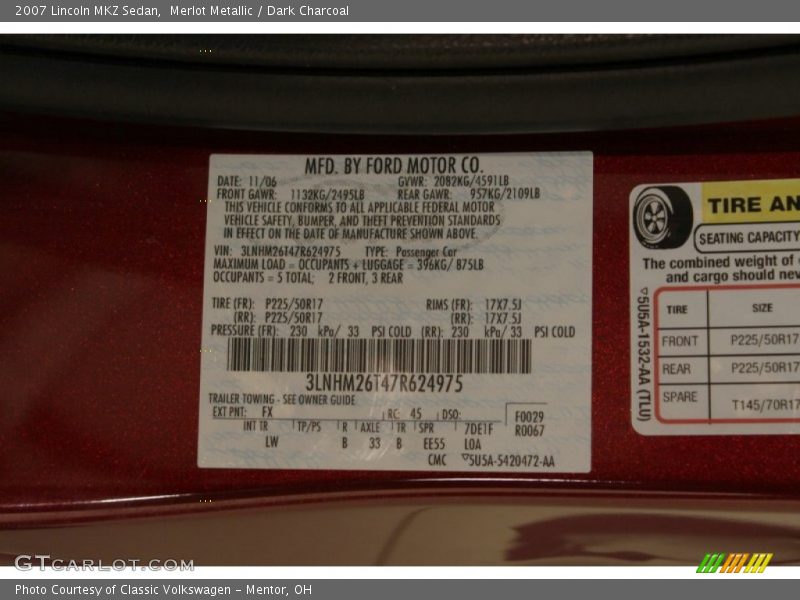 2007 Lincoln MKZ Sedan,  Merlot Metallic / Dark Charcoal
MFD. BY FORD MOTOR CO.
DATE: 11/06 GVWR: 2082KG/4591LB
FRONT GAWR: 1132KG/2495LB REAR GAWR: 957KG/2109LB
THIS VEHICLE CONFORMS TO ALL APPLICABLE FEDERAL MOTOR
VEHICLE SAFETY, BUMPER, AND THEFT PREVENTION STANDARDS
IN EFFECT ON THE DATE OF MANUFACTURE SHOWN ABOVE.
VIN: 3LNHM26T47R624975 TYPE: Passenger Car
MAXIMUM LOAD = OCCUPANTS + LUGGAGE = 396KG/ 875LB
OCCUPANTS = 5 TOTAL; 2 FRONT, 3 REAR
TIRE (FR): P225/50R17 RIMS (FR): 17X7.5J
(RR): P225/50R17 (RR): 17X7.5J
PRESSURE (FR): 230 kPa/ 33 PSI COLD (RR): 230 kPa/ 33 PSI COLD
3LNHM26T47R624975
TRAILER TOWING - SEE OWNER GUIDE
EXT PNT: FX RC: 45 DSO: F0029
INT TR TP/PS R AXLE TR SPR 7DE1F R0067
LW B 33 B EE55 L0A
CMC 5U5A-5420472-AA
TIRE AN
SEATING CAPACITY
The combined weight of
and cargo should nev
5U5A-1532-AA (TLU)
TIRE SIZE
FRONT P225/50R17
REAR P225/50R17
SPARE T145/70R17
GTCARLOT.COM
Photo Courtesy of Classic Volkswagen - Mentor, OH